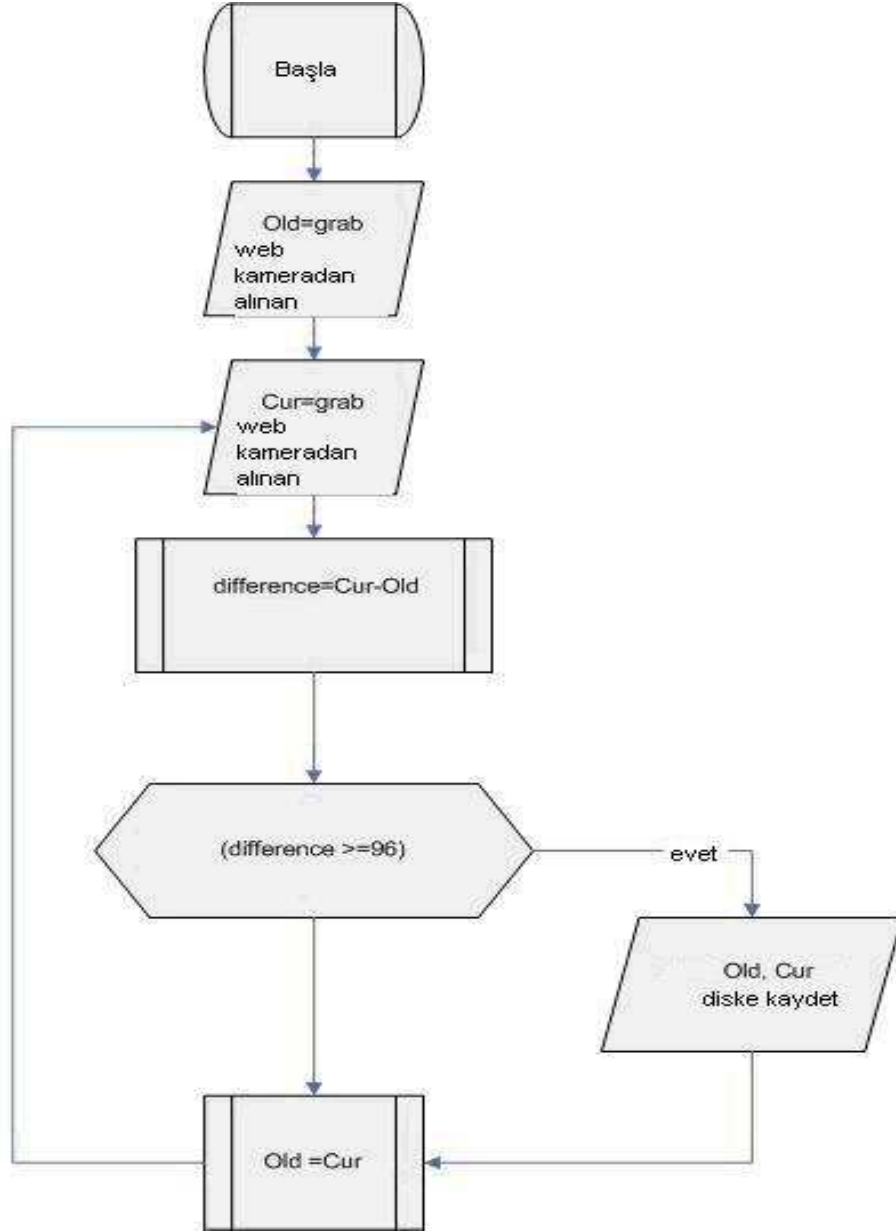 Başla
Old=grab
web
kameradan
alınan
Cur=grab
web
kameradan
alınan
difference=Cur-Old
(difference >=96)
evet
Old, Cur
diske kaydet
Old =Cur